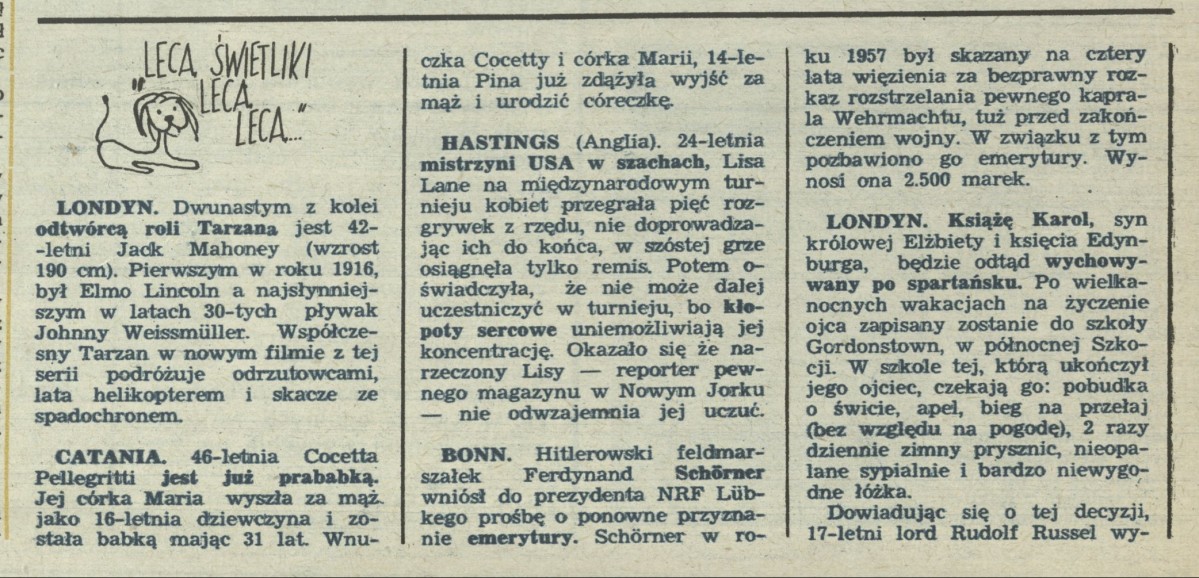 LECĄ ŚWIETLIKI
LECĄ,
LECĄ..."
LONDYN. Dwunastym z kolei
odtwórcą roli Tarzana jest 42-
-letni Jack Mahoney (wzrost
190 cm). Pierwszym w roku 1916,
był Elmo Lincoln a najsłynniej-
szym w latach 30-tych pływak
Johnny Weissmüller. Współcze-
sny Tarzan w nowym filmie z tej
serii podróżuje odrzutowcami,
lata helikopterem i skacze ze
spadochronem.
CATANIA. 46-letnia Cocetta
Pellegritti jest już prababką.
Jej córka Maria wyszła za mąż
jako 16-letnia dziewczyna i zo-
stała babką mając 31 lat. Wnu-
czka Cocetty i córka Marii, 14-le-
tnia Pina już zdążyła wyjść za
mąż i urodzić córeczkę.
HASTINGS (Anglia). 24-letnia
mistrzyni USA w szachach, Lisa
Lane na międzynarodowym tur-
nieju kobiet przegrała pięć roz-
grywek z rzędu, nie doprowadza-
jąc ich do końca, w szóstej grze
osiągnęła tylko remis. Potem o-
świadczyła, że nie może dalej
uczestniczyć w turnieju, bo kło-
poty sercowe uniemożliwiają jej
koncentrację. Okazało się że na-
rzeczony Lisy — reporter pew-
nego magazynu w Nowym Jorku
— nie odwzajemnia jej uczuć.
BONN. Hitlerowski feldmar-
szałek Ferdynand Schörner
wniósł do prezydenta NRF Lüb-
kego prośbę o ponowne przyzna-
nie emerytury. Schörner w ro-
ku 1957 był skazany na cztery
lata więzienia za bezprawny roz-
kaz rozstrzelania pewnego kapra-
la Wehrmachtu, tuż przed zakoń-
czeniem wojny. W związku z tym
pozbawiono go emerytury. Wy-
nosi ona 2.500 marek.
LONDYN. Książę Karol, syn
królowej Elżbiety i księcia Edyn-
burga, będzie odtąd wychowy-
wany po spartańsku. Po wielka-
nocnych wakacjach na życzenie
ojca zapisany zostanie do szkoły
Gordonstown, w północnej Szko-
cji. W szkole tej, którą ukończył
jego ojciec, czekają go: pobudka
o świcie, apel, bieg na przełaj
(bez względu na pogodę), 2 razy
dziennie zimny prysznic, nieopa-
lane sypialnie i bardzo niewygo-
dne łóżka.
Dowiadując się o tej decyzji,
17-letni lord Rudolf Russel wy-